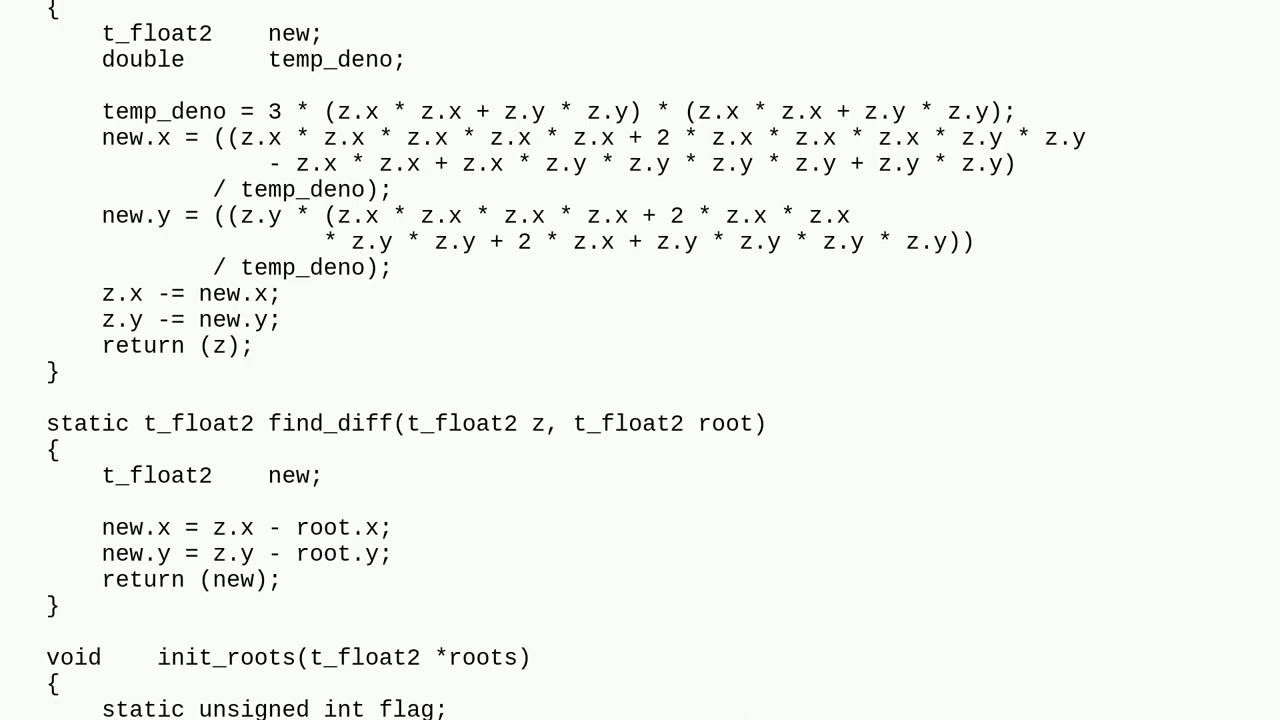 {
    t_float2    new;
    double      temp_deno;

    temp_deno = 3 * (z.x * z.x + z.y * z.y) * (z.x * z.x + z.y * z.y);
    new.x = ((z.x * z.x * z.x * z.x * z.x + 2 * z.x * z.x * z.x * z.y * z.y
                - z.x * z.x + z.x * z.y * z.y * z.y * z.y + z.y * z.y)
            / temp_deno);
    new.y = ((z.y * (z.x * z.x * z.x * z.x + 2 * z.x * z.x
                    * z.y * z.y + 2 * z.x + z.y * z.y * z.y * z.y))
            / temp_deno);
    z.x -= new.x;
    z.y -= new.y;
    return (z);
}

static t_float2 find_diff(t_float2 z, t_float2 root)
{
    t_float2    new;

    new.x = z.x - root.x;
    new.y = z.y - root.y;
    return (new);
}

void    init_roots(t_float2 *roots)
{
    static unsigned int flag;